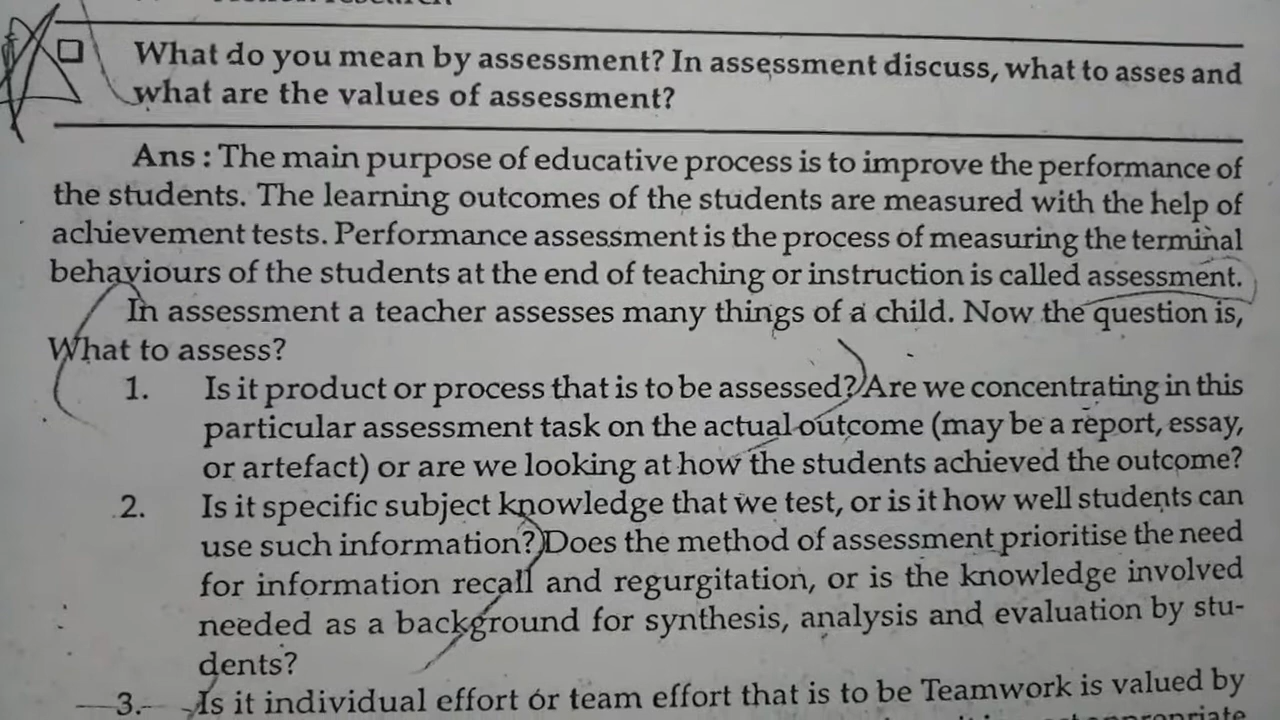 What do you mean by assessment? In assessment discuss, what to asses and
what are the values of assessment?
Ans : The main purpose of educative process is to improve the performance of
the students. The learning outcomes of the students are measured with the help of
achievement tests. Performance assessment is the process of measuring the terminal
behaviours of the students at the end of teaching or instruction is called assessment.
In assessment a teacher assesses many things of a child. Now the question is,
What to assess?
1. Is it product or process that is to be assessed? Are we concentrating in this
particular assessment task on the actual outcome (may be a report, essay,
or artefact) or are we looking at how the students achieved the outcome?
2. Is it specific subject knowledge that we test, or is it how well students can
use such information? Does the method of assessment prioritise the need
for information recall and regurgitation, or is the knowledge involved
needed as a background for synthesis, analysis and evaluation by stu-
dents?
3. Is it individual effort or team effort that is to be Teamwork is valued by